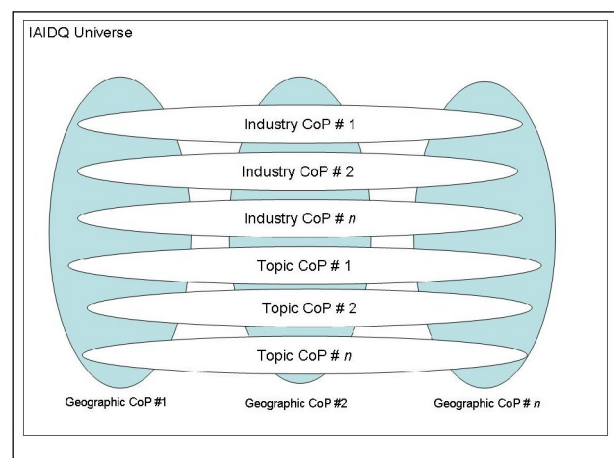 IAIDQ Universe
Industry CoP # 1
Industry CoP # 2
Industry CoP # n
Topic CoP # 1
Topic CoP # 2
Topic CoP # n
Geographic CoP #1
Geographic CoP #2
Geographic CoP # n